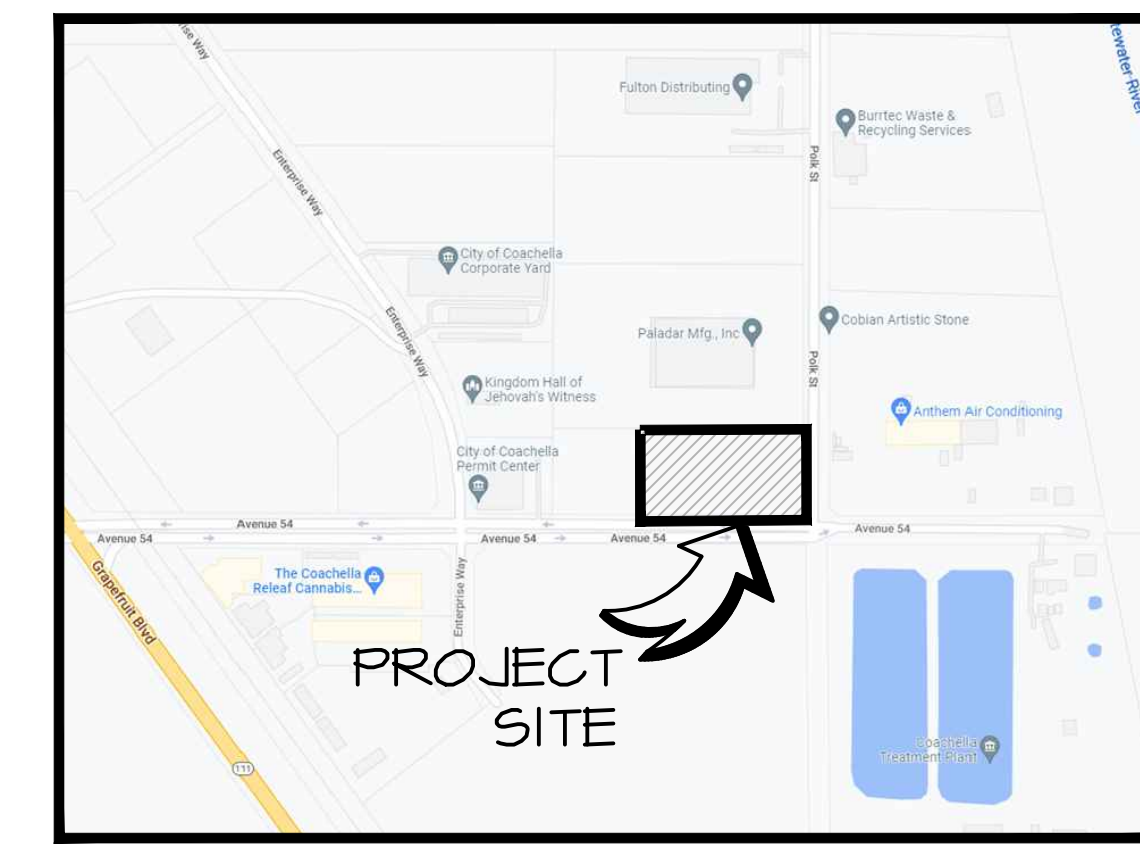 Enterprise Way
Fulton Distributing
Burrtec Waste &
Recycling Services
Polk St
Enterprise Way
City of Coachella
Corporate Yard
Cobian Artistic Stone
Paladar Mfg., Inc
Enterprise Way
Polk St
Kingdom Hall of
Jehovah's Witness
Anthem Air Conditioning
City of Coachella
Permit Center
Avenue 54
Avenue 54
Avenue 54
Avenue 54
Avenue 54
Grapefruit Blvd
The Coachella
Releaf Cannabis...
Enterprise Way
PROJECT
SITE
111
Coachella
Treatment Plant